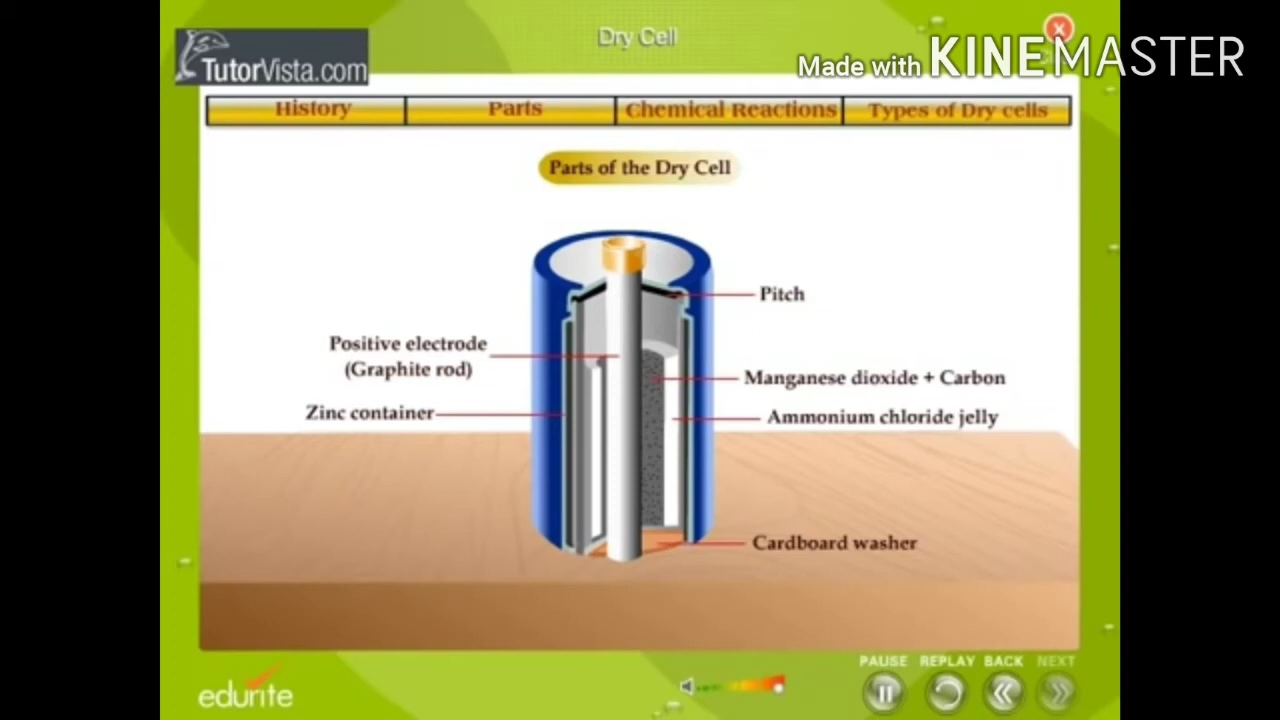 Dry Cell
TutorVista.com
Made with KINEMASTER
History
Parts
Chemical Reactions
Types of Dry cells
Parts of the Dry Cell
Pitch
Positive electrode
(Graphite rod)
Manganese dioxide + Carbon
Zinc container
Ammonium chloride jelly
Cardboard washer
PAUSE REPLAY BACK NEXT
edurite